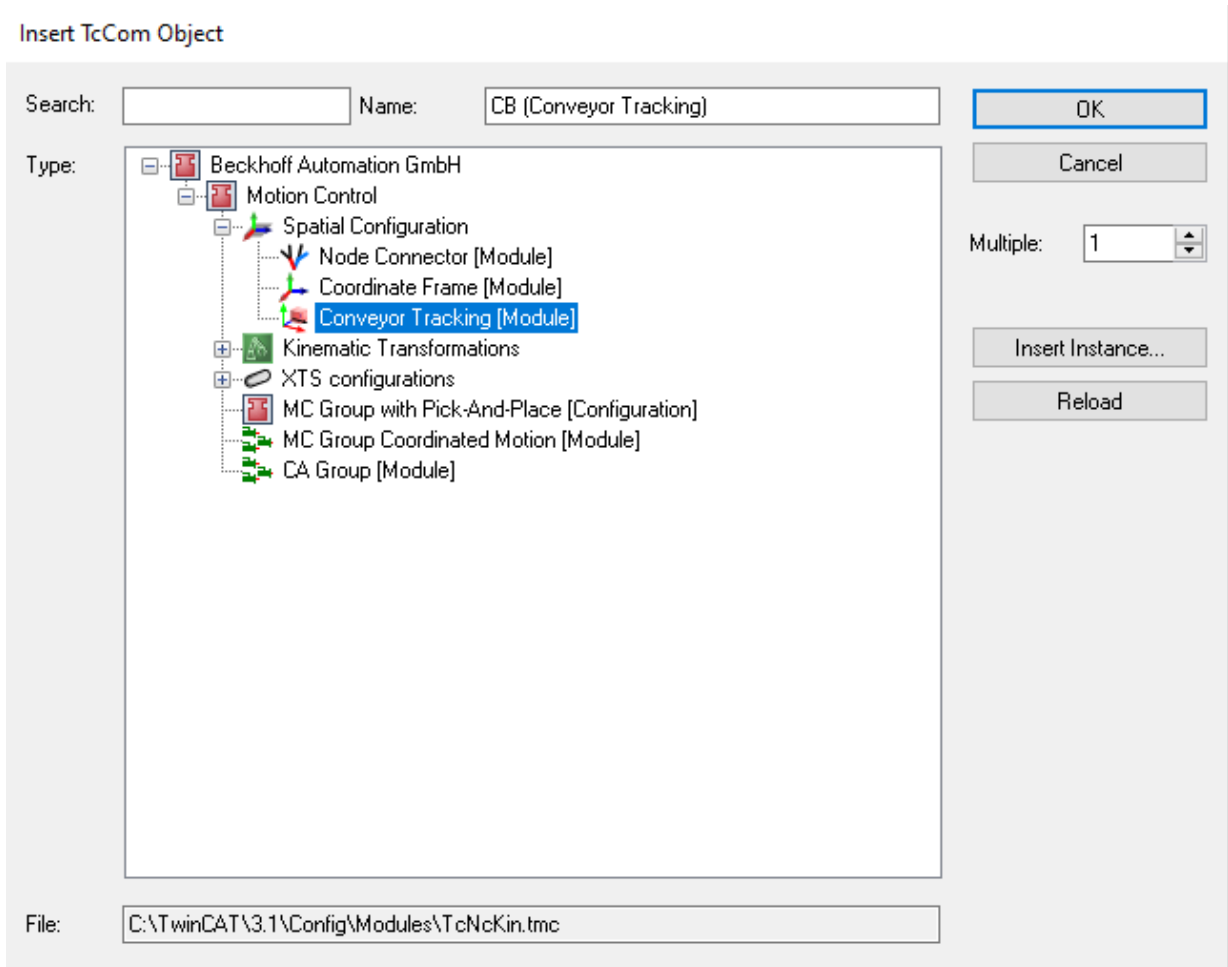 Insert TcCom Object
Search: Name: CB (Conveyor Tracking) OK
Type: Beckhoff Automation GmbH Cancel
Motion Control
Spatial Configuration
Node Connector [Module] Multiple: 1
Coordinate Frame [Module]
Conveyor Tracking [Module]
Kinematic Transformations Insert Instance...
XTS configurations
MC Group with Pick-And-Place [Configuration] Reload
MC Group Coordinated Motion [Module]
CA Group [Module]
File: C:\TwinCAT\3.1\Config\Modules\TcNcKin.tmc